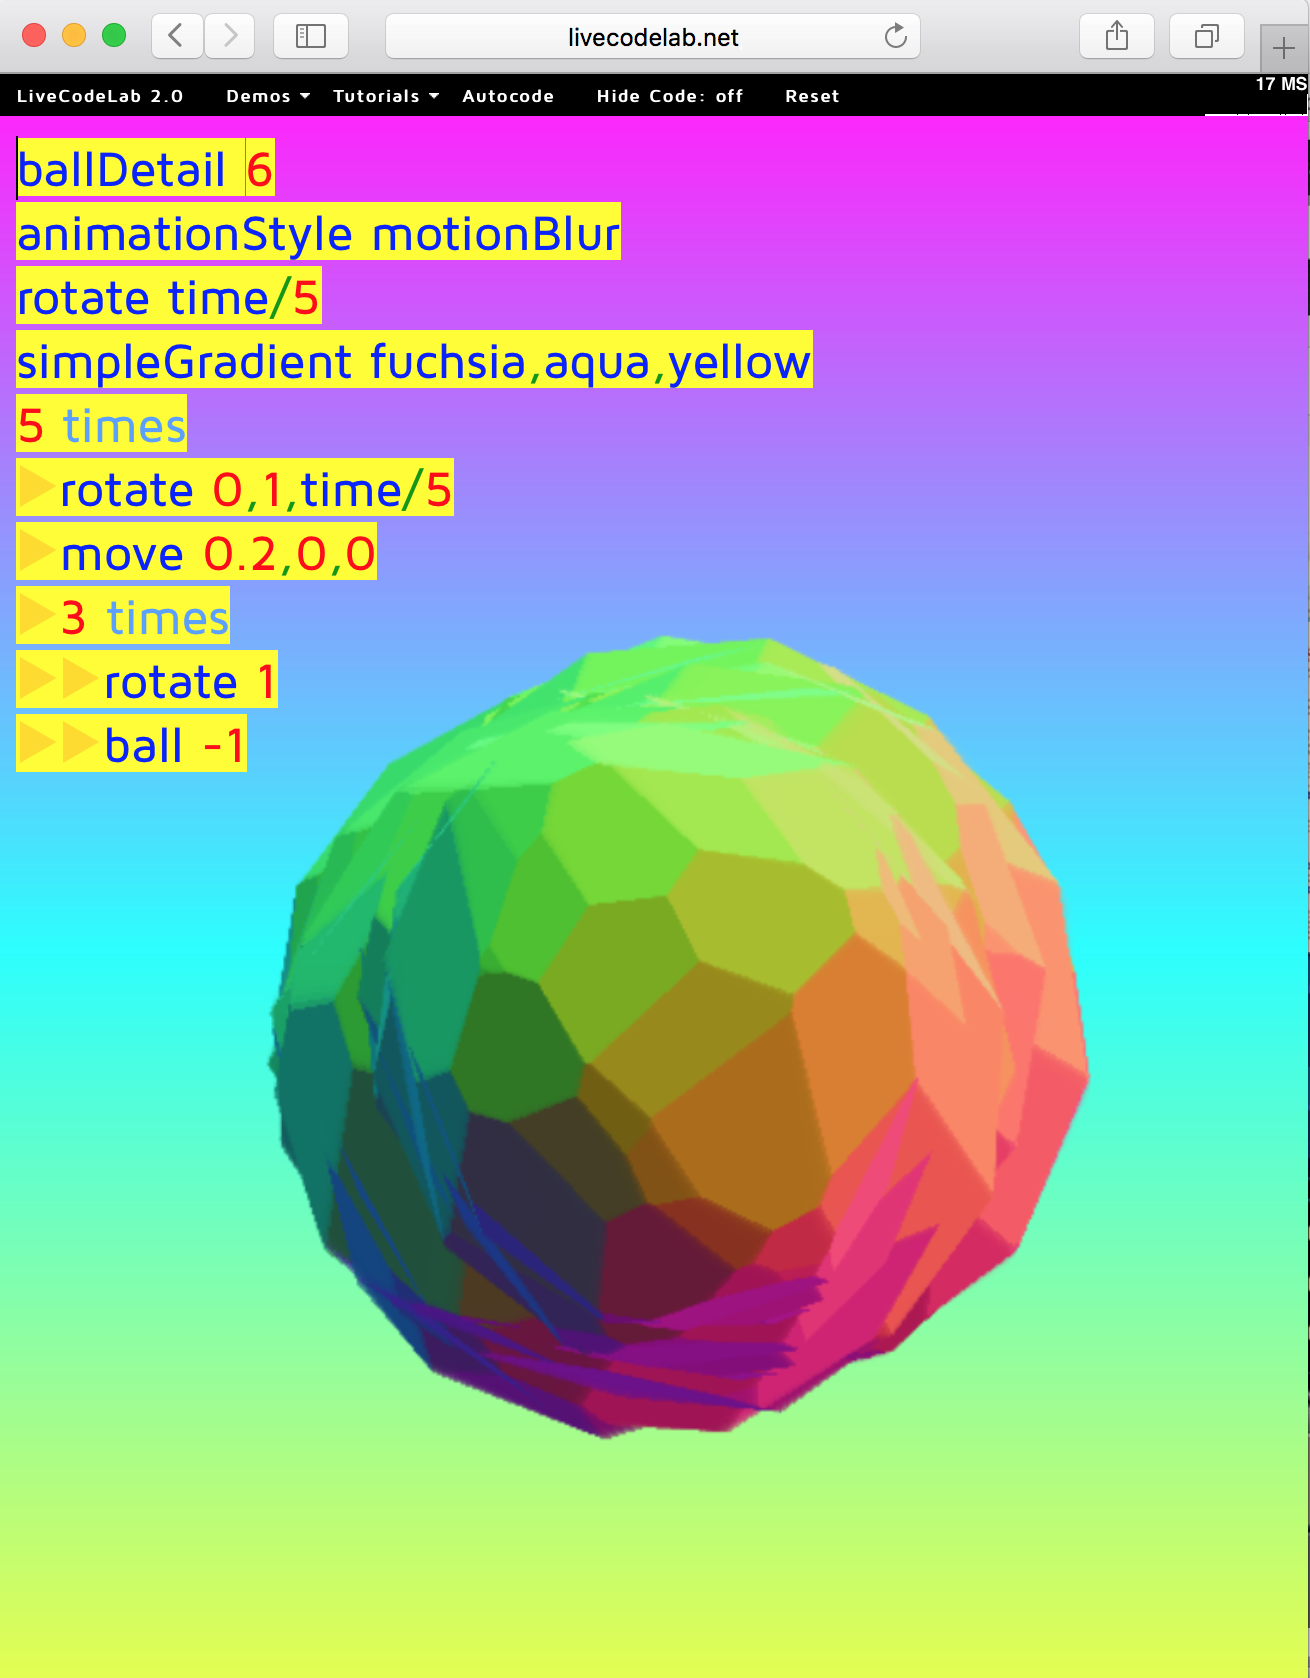 livecodelab.net
17 MS
LiveCodeLab 2.0 Demos Tutorials Autocode Hide Code: off Reset
ballDetail 6
animationStyle motionBlur
rotate time/5
simpleGradient fuchsia,aqua,yellow
5 times
rotate 0,1,time/5
move 0.2,0,0
3 times
rotate 1
ball -1